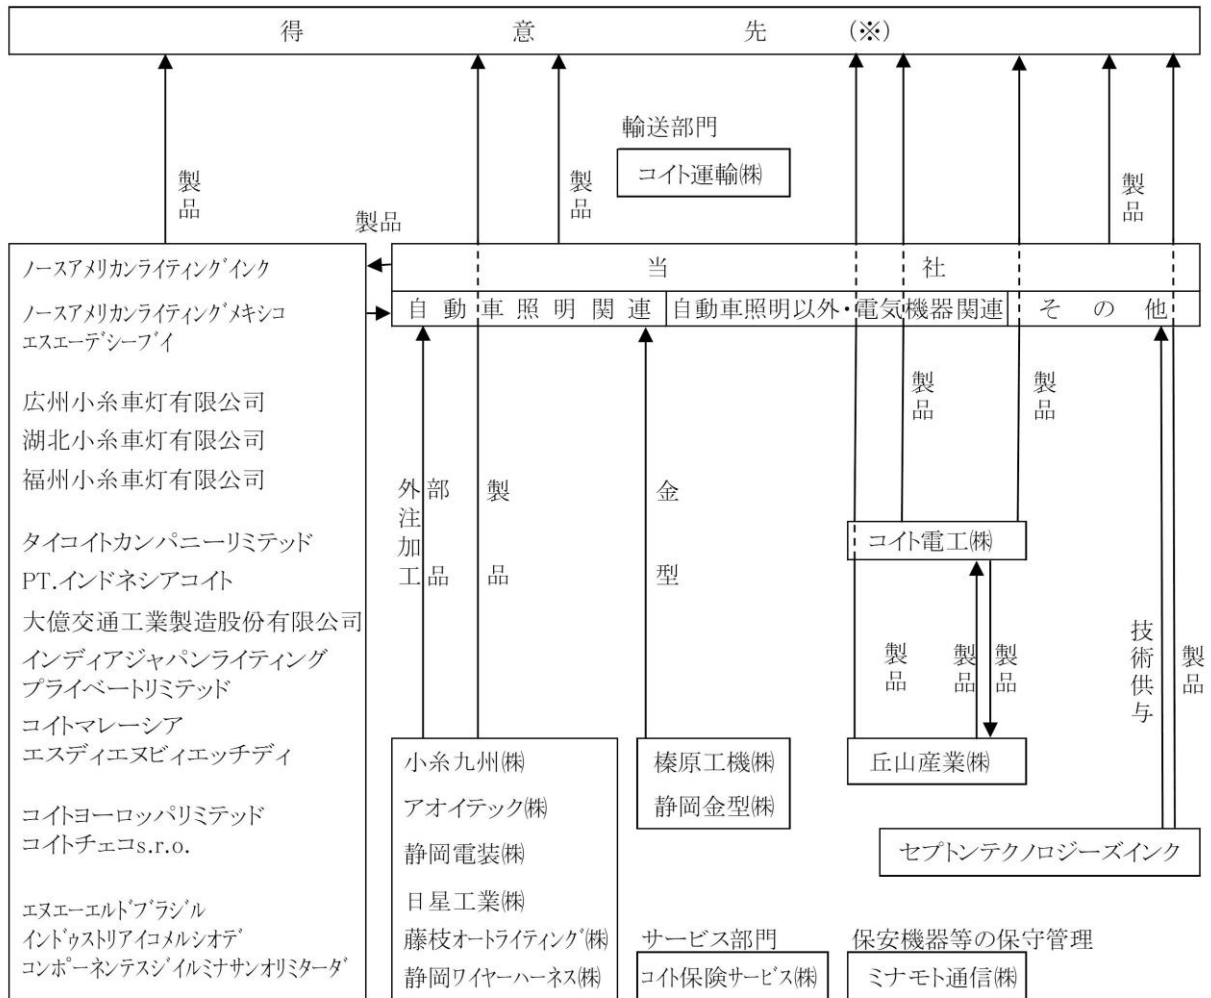 得意先(※)
輸送部門
コイト運輸㈱
製品
製品
製品
製品
ノースアメリカンライティングインク
ノースアメリカンライティングメキシコ
エスエーデシーブイ
広州小糸車灯有限公司
湖北小糸車灯有限公司
福州小糸車灯有限公司
タイコイトカンパニーリミテッド
PT.インドネシアコイト
大億交通工業製造股份有限公司
インディアジャパンライティング
プライベートリミテッド
コイトマレーシア
エスディエヌビィエッチディ
コイトヨーロッパリミテッド
コイトチェコs.r.o.
エヌエーエルドブラジル
インドゥストリアイコメルシオデ
コンポーネンテスジイルミナサンオリミターダ
当社
自動車照明関連
自動車照明以外・電気機器関連
その他
製品
製品
外注加工
部品
製品
金型
コイト電工㈱
製品
製品
製品
技術供与
製品
小糸九州㈱
アオイテック㈱
静岡電装㈱
日星工業㈱
藤枝オートライティング㈱
静岡ワイヤーハーネス㈱
榛原工機㈱
静岡金型㈱
丘山産業㈱
セプトンテクノロジーズインク
サービス部門
コイト保険サービス㈱
保安機器等の保守管理
ミナモト通信㈱